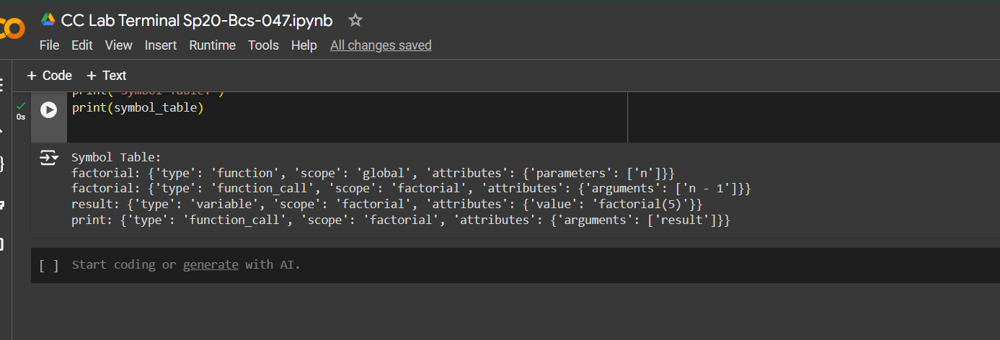 CC Lab Terminal Sp20-Bcs-047.ipynb
File Edit View Insert Runtime Tools Help All changes saved
+ Code + Text
print("Symbol Table:")
print(symbol_table)
0s
Symbol Table:
factorial: {'type': 'function', 'scope': 'global', 'attributes': {'parameters': ['n']}}
factorial: {'type': 'function_call', 'scope': 'factorial', 'attributes': {'arguments': ['n - 1']}}
result: {'type': 'variable', 'scope': 'factorial', 'attributes': {'value': 'factorial(5)'}}
print: {'type': 'function_call', 'scope': 'factorial', 'attributes': {'arguments': ['result']}}
[ ] Start coding or generate with AI.